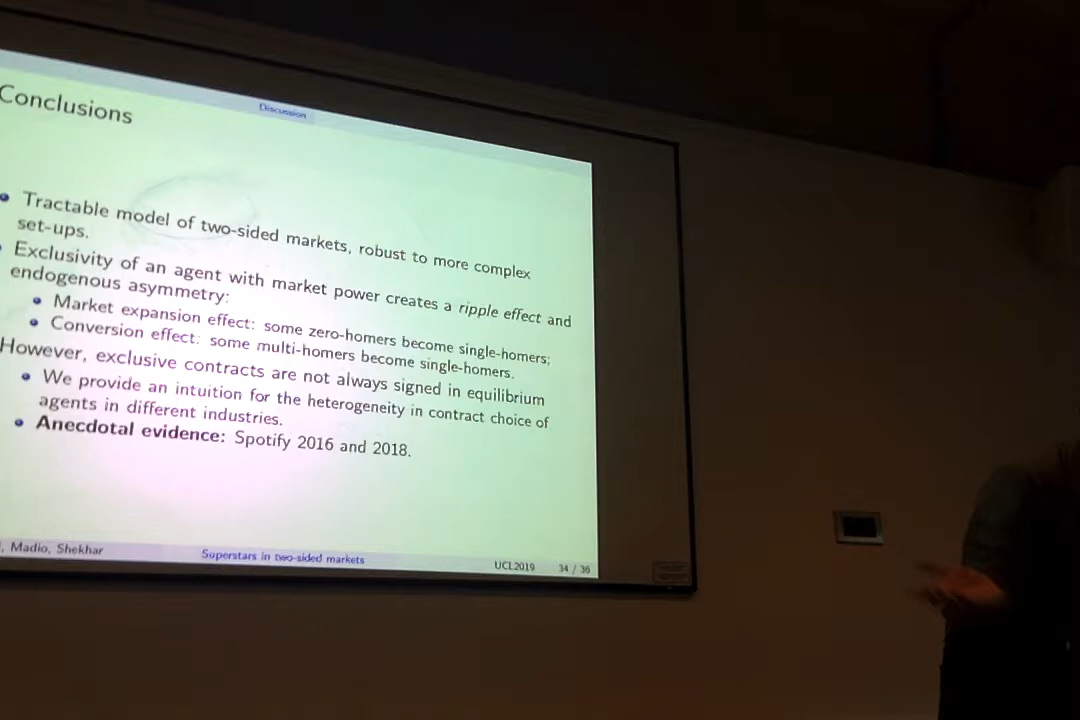 Discussion
Conclusions
Tractable model of two-sided markets, robust to more complex
set-ups.
Exclusivity of an agent with market power creates a ripple effect and
endogenous asymmetry:
Market expansion effect: some zero-homers become single-homers;
Conversion effect: some multi-homers become single-homers.
However, exclusive contracts are not always signed in equilibrium
We provide an intuition for the heterogeneity in contract choice of
agents in different industries.
Anecdotal evidence: Spotify 2016 and 2018.
, Madio, Shekhar
Superstars in two-sided markets
UCL2019
34 / 36